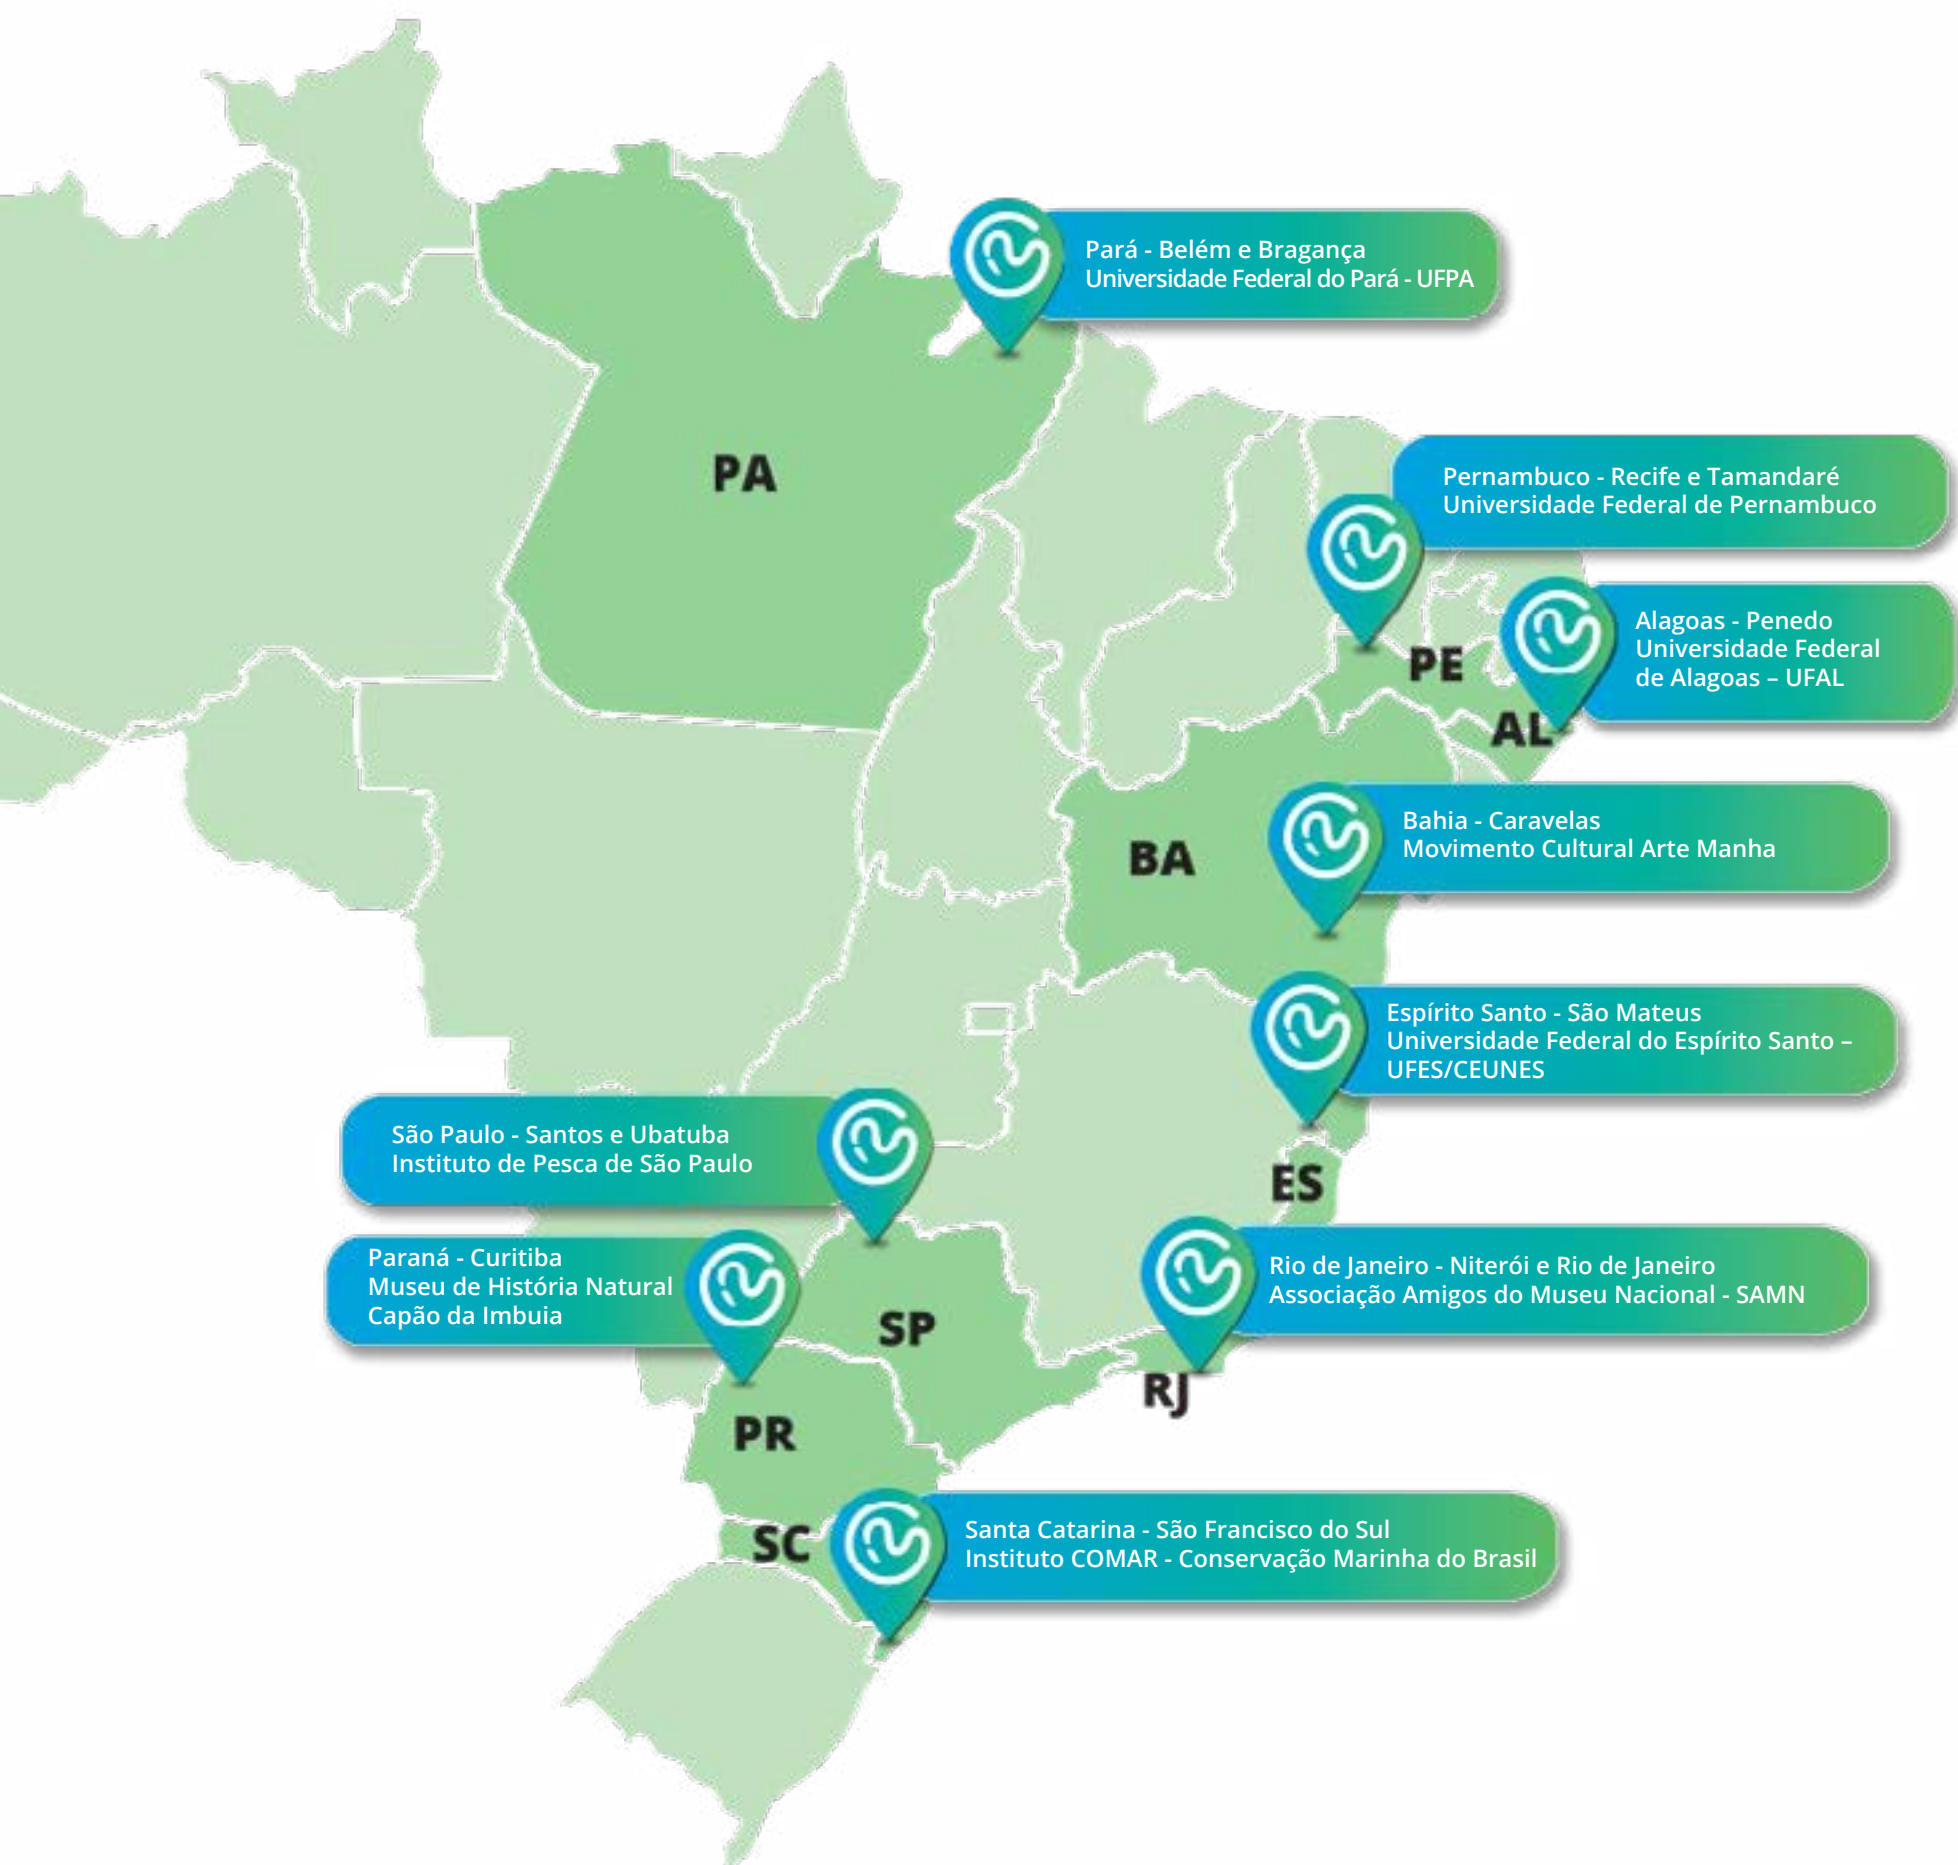 Pará - Belém e Bragança
Universidade Federal do Pará - UFPA
PA
Pernambuco - Recife e Tamandaré
Universidade Federal de Pernambuco
PE
Alagoas - Penedo
Universidade Federal
de Alagoas – UFAL
AL
Bahia - Caravelas
Movimento Cultural Arte Manha
BA
Espírito Santo - São Mateus
Universidade Federal do Espírito Santo –
UFES/CEUNES
ES
São Paulo - Santos e Ubatuba
Instituto de Pesca de São Paulo
SP
Rio de Janeiro - Niterói e Rio de Janeiro
Associação Amigos do Museu Nacional - SAMN
RJ
Paraná - Curitiba
Museu de História Natural
Capão da Imbuia
PR
Santa Catarina - São Francisco do Sul
Instituto COMAR - Conservação Marinha do Brasil
SC